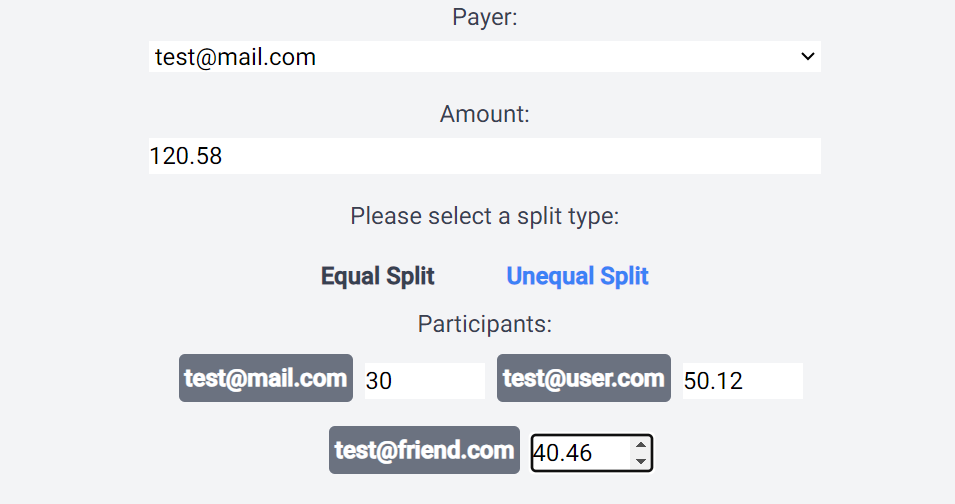 Payer:
test@mail.com
Amount:
120.58
Please select a split type:
Equal Split Unequal Split
Participants:
test@mail.com 30 test@user.com 50.12
test@friend.com 40.46